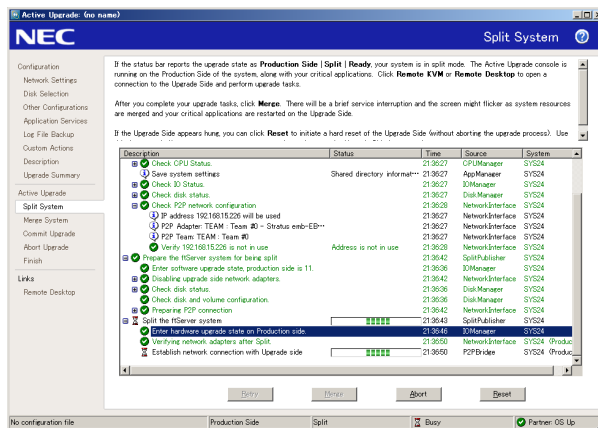 Active Upgrade: (no name)
NEC
Split System
Configuration
Network Settings
Disk Selection
Other Configurations
Application Services
Log File Backup
Custom Actions
Description
Upgrade Summary
Active Upgrade
Split System
Merge System
Commit Upgrade
Abort Upgrade
Finish
Links
Remote Desktop
If the status bar reports the upgrade state as Production Side | Split | Ready, your system is in split mode. The Active Upgrade console is
running on the Production Side of the system, along with your critical applications. Click Remote KVM or Remote Desktop to open a
connection to the Upgrade Side and perform upgrade tasks.
After you complete your upgrade tasks, click Merge. There will be a brief service interruption and the screen might flicker as system resources
are merged and your critical applications are restarted on the Upgrade Side.
If the Upgrade Side appears hung, you can click Reset to initiate a hard reset of the Upgrade Side (without aborting the upgrade process). Use
Description Status Time Source System
Check CPU Status. 21:36:27 CPUManager SYS24
Save system settings Shared directory informat··· 21:36:27 AppManager SYS24
Check IO Status. 21:36:27 IOManager SYS24
Check disk status. 21:36:27 DiskManager SYS24
Check P2P network configuration 21:36:28 NetworkInterface SYS24
IP address 192.168.15.226 will be used 21:36:27 NetworkInterface SYS24
P2P Adapter: TEAM : Team #0 - Stratus emb-EB··· 21:36:27 NetworkInterface SYS24
P2P Team: TEAM : Team #0 21:36:27 NetworkInterface SYS24
Verify 192.168.15.226 is not in use Address is not in use 21:36:28 NetworkInterface SYS24
Prepare the ftServer system for being split 21:36:42 SplitPublisher SYS24
Enter software upgrade state, production side is 11. 21:36:36 IOManager SYS24
Disabling upgrade side network adapters. 21:36:42 NetworkInterface SYS24
Check disk status. 21:36:36 DiskManager SYS24
Check disk and volume configuration. 21:36:36 DiskManager SYS24
Preparing P2P connection 21:36:42 NetworkInterface SYS24
Split the ftServer system 21:36:43 SplitPublisher SYS24
Enter hardware upgrade state on Production side. 21:36:46 IOManager SYS24
Verifying network adapters after Split 21:36:50 NetworkInterface SYS24 (Produc
Establish network connection with Upgrade side 21:36:50 P2PBridge SYS24 (Produc
Retry Merge Abort Reset
No configuration file Production Side Split Busy Partner: OS Up